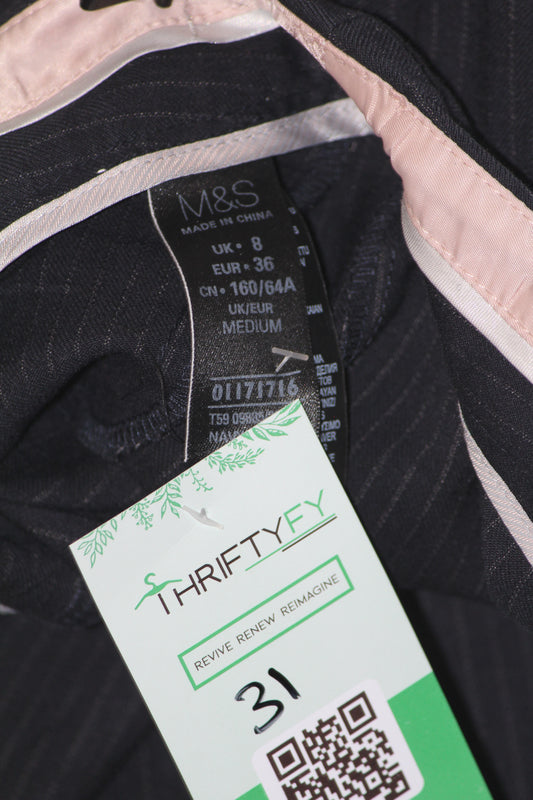 M&S
MADE IN CHINA
UK • 8
EUR • 36
CN • 160/64A
UK/EUR
MEDIUM
01171716
THRIFTYFY
REVIVE RENEW REIMAGINE
31